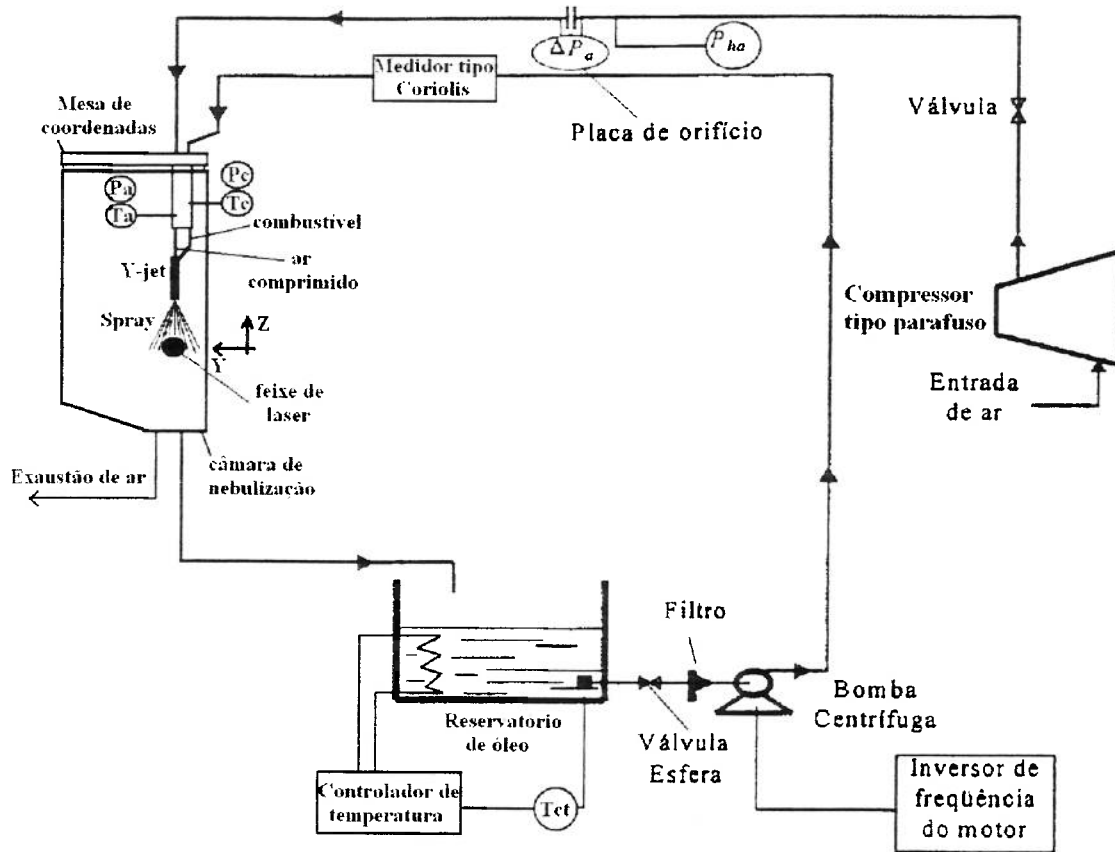 ΔPa
Pha
Medidor tipo
Coriolis
Placa de orifício
Válvula
Mesa de
coordenadas
Pa
Ta
Pc
Tc
combustível
ar
comprimido
Y-jet
Spray
Z
Y
feixe de
laser
câmara de
nebulização
Exaustão de ar
Compressor
tipo parafuso
Entrada
de ar
Filtro
Bomba
Centrífuga
Válvula
Esfera
Reservatorio
de óleo
Controlador de
temperatura
Tct
Inversor de
freqüência
do motor